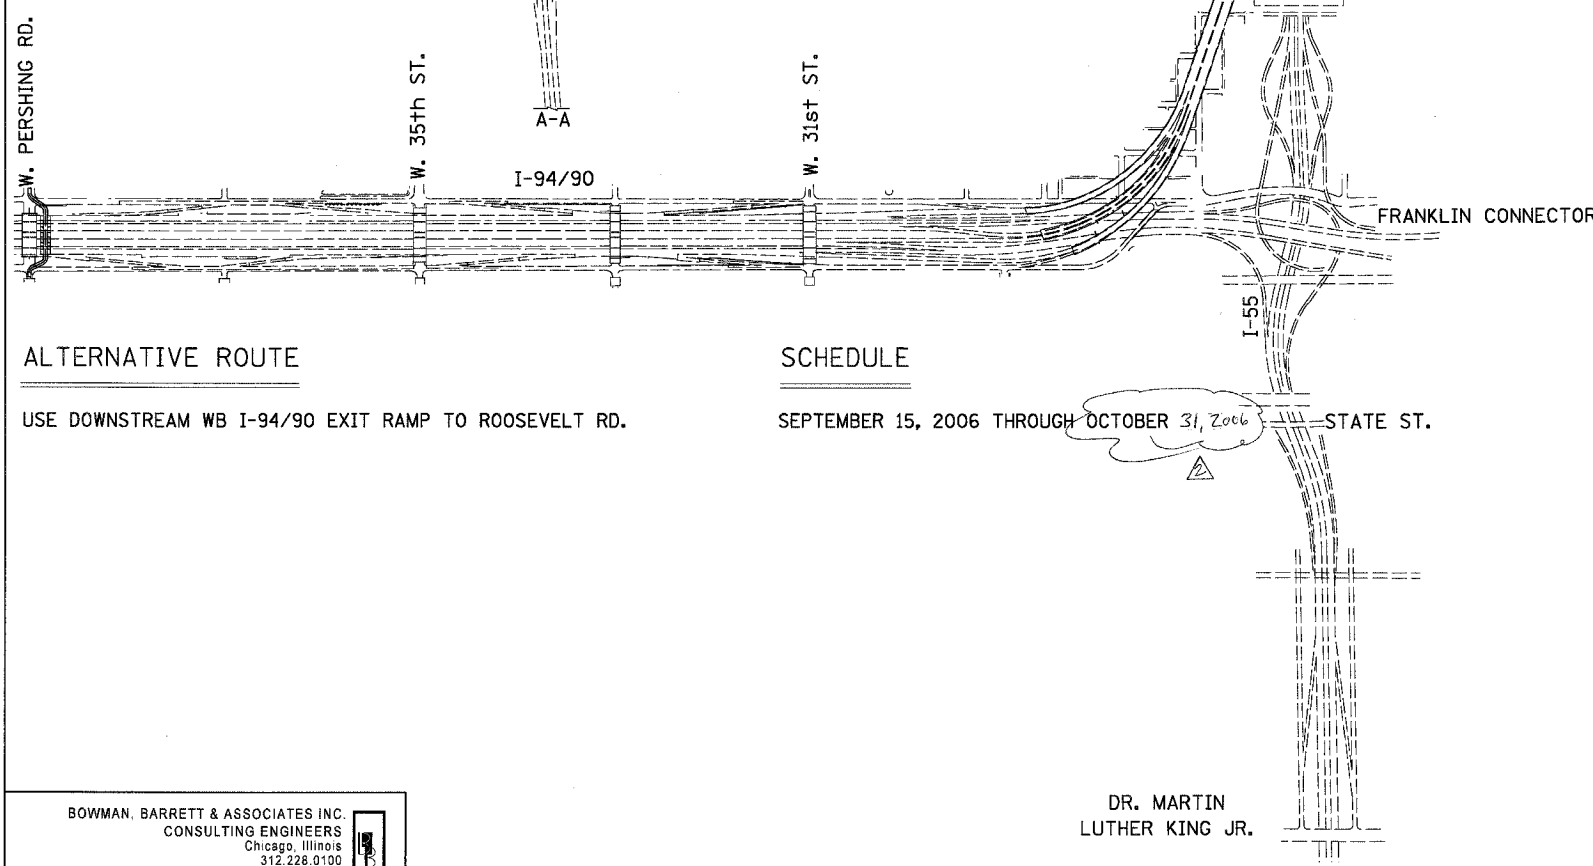 W. PERSHING RD.
W. 35th ST.
A-A
W. 31st ST.
I-94/90
FRANKLIN CONNECTOR
I-55
ALTERNATIVE ROUTE
USE DOWNSTREAM WB I-94/90 EXIT RAMP TO ROOSEVELT RD.
SCHEDULE
SEPTEMBER 15, 2006 THROUGH OCTOBER 31, 2006
2
STATE ST.
DR. MARTIN
LUTHER KING JR.
BOWMAN, BARRETT & ASSOCIATES INC.
CONSULTING ENGINEERS
Chicago, Illinois
312.228.0100